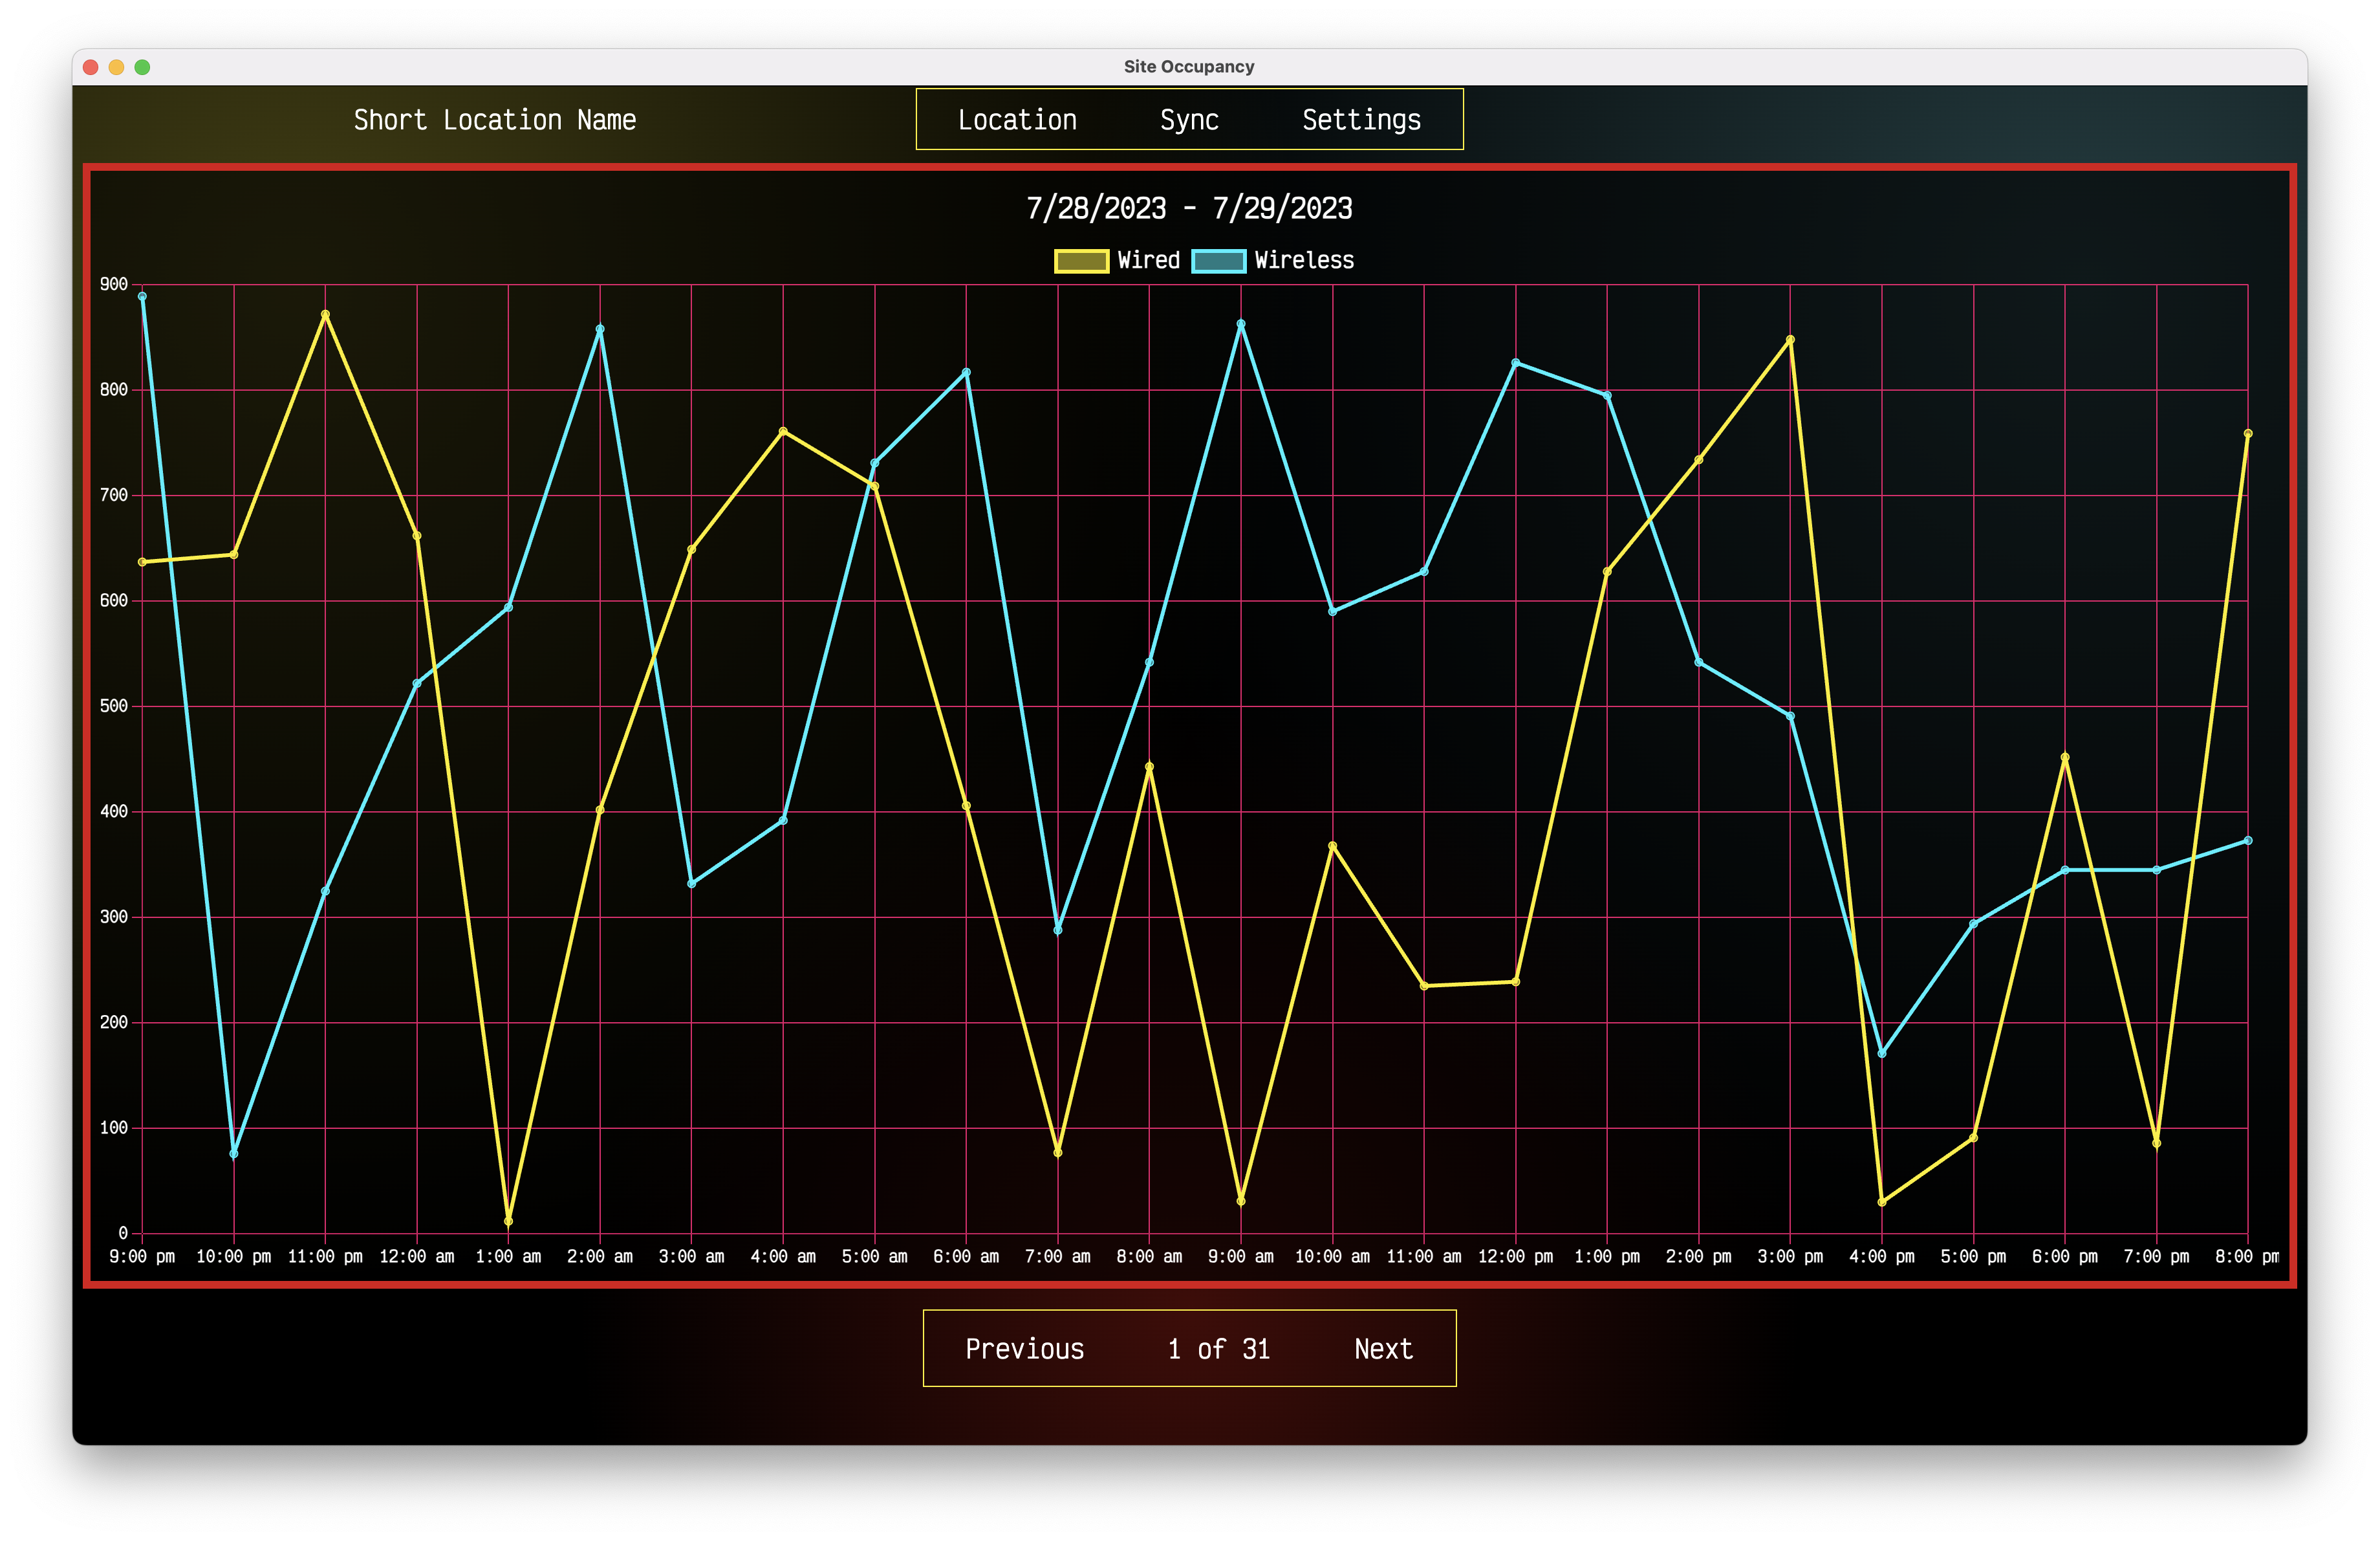 Site Occupancy
Short Location Name Location Sync Settings
7/28/2023 - 7/29/2023
Wired Wireless
900
800
700
600
500
400
300
200
100
0
9:00 pm 10:00 pm 11:00 pm 12:00 am 1:00 am 2:00 am 3:00 am 4:00 am 5:00 am 6:00 am 7:00 am 8:00 am 9:00 am 10:00 am 11:00 am 12:00 pm 1:00 pm 2:00 pm 3:00 pm 4:00 pm 5:00 pm 6:00 pm 7:00 pm 8:00 pm
Previous 1 of 31 Next